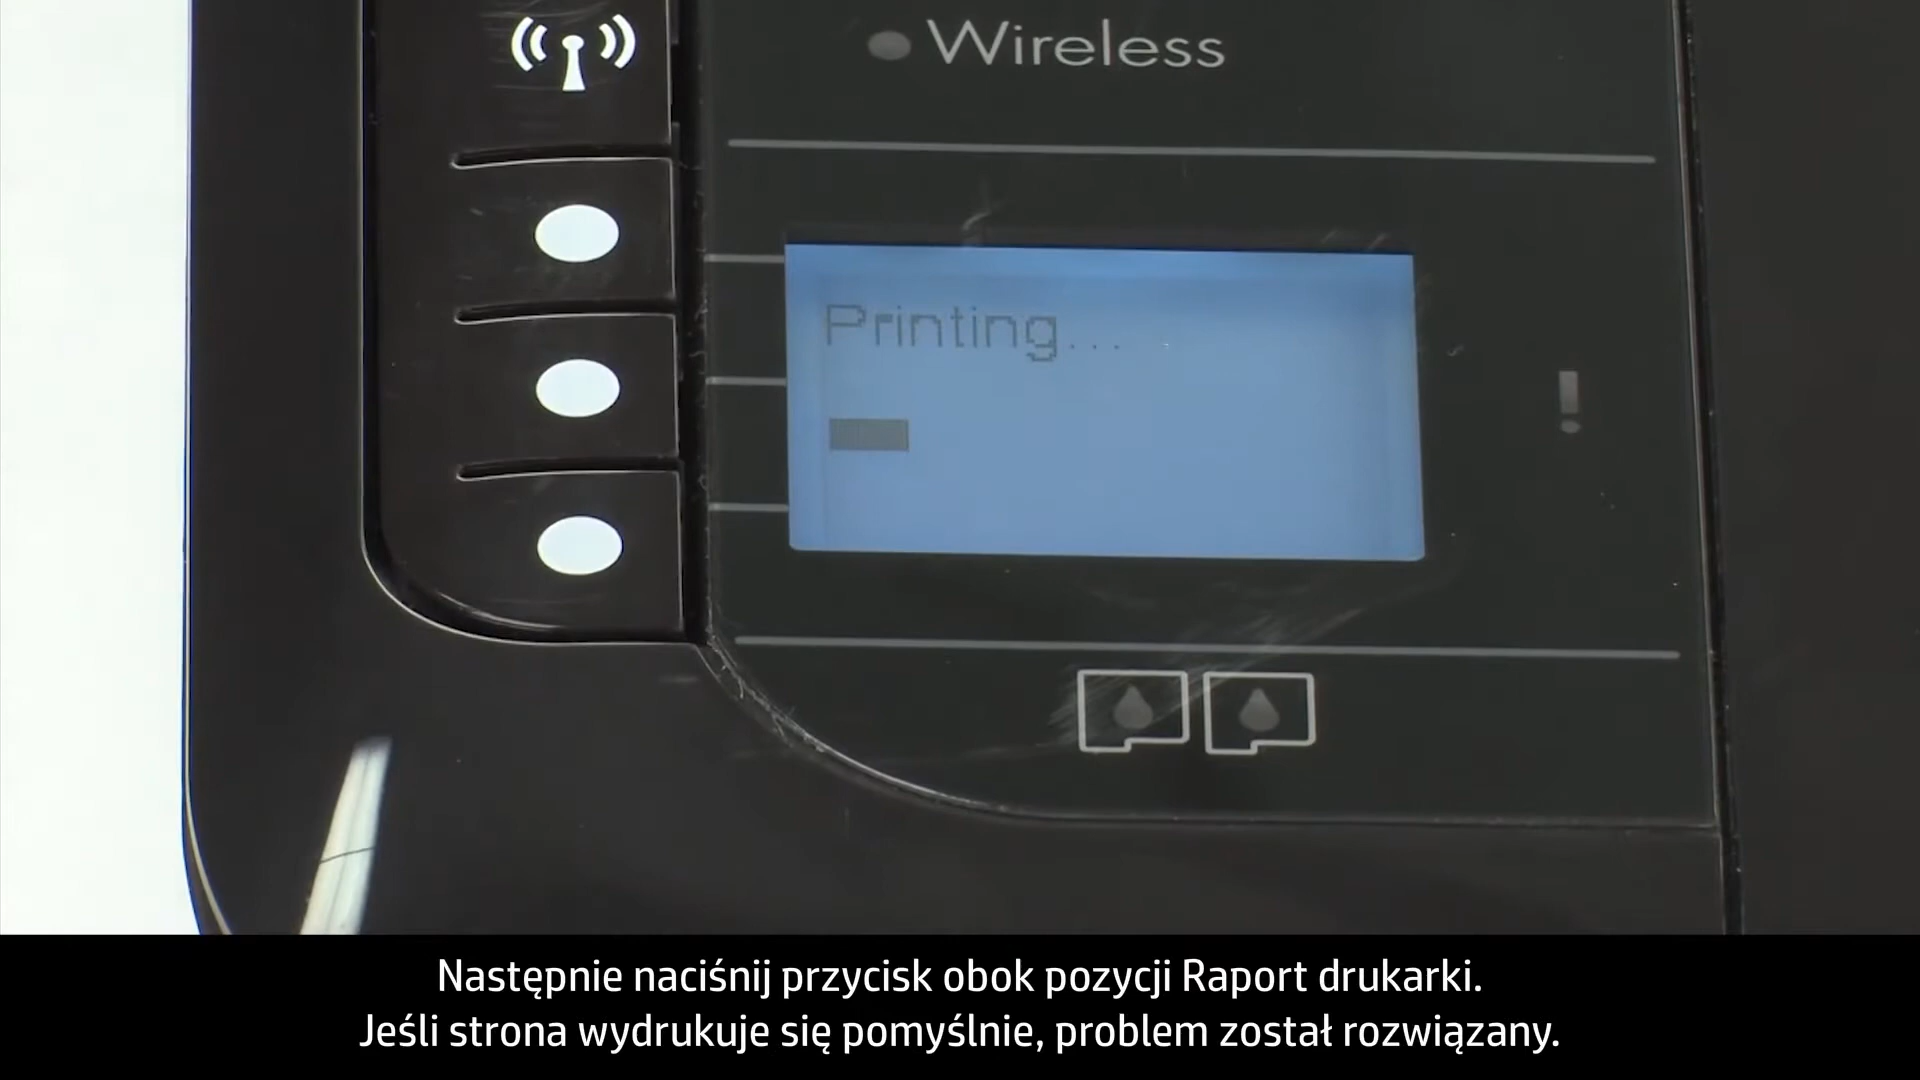 Wireless
Printing...
Następnie naciśnij przycisk obok pozycji Raport drukarki.
Jeśli strona wydrukuje się pomyślnie, problem został rozwiązany.